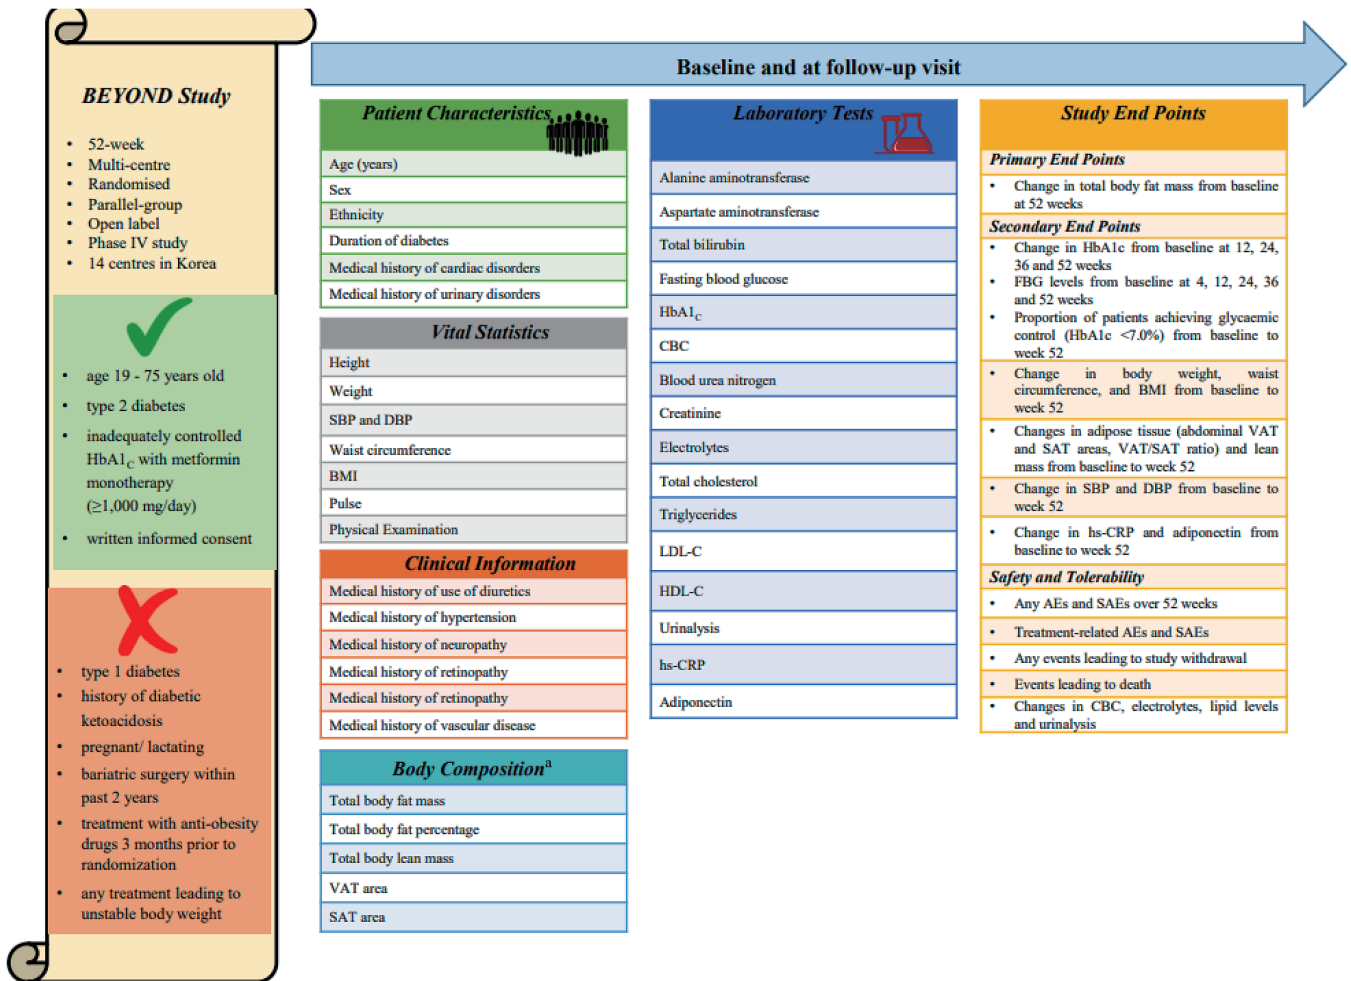 BEYOND Study
• 52-week
• Multi-centre
• Randomised
• Parallel-group
• Open label
• Phase IV study
• 14 centres in Korea
• age 19 - 75 years old
• type 2 diabetes
• inadequately controlled
HbA1C with metformin
monotherapy
(≥1,000 mg/day)
• written informed consent
• type 1 diabetes
• history of diabetic
ketoacidosis
• pregnant/ lactating
• bariatric surgery within
past 2 years
• treatment with anti-obesity
drugs 3 months prior to
randomization
• any treatment leading to
unstable body weight
Baseline and at follow-up visit
Patient Characteristics
Age (years)
Sex
Ethnicity
Duration of diabetes
Medical history of cardiac disorders
Medical history of urinary disorders
Vital Statistics
Height
Weight
SBP and DBP
Waist circumference
BMI
Pulse
Physical Examination
Clinical Information
Medical history of use of diuretics
Medical history of hypertension
Medical history of neuropathy
Medical history of retinopathy
Medical history of retinopathy
Medical history of vascular disease
Body Composition^a
Total body fat mass
Total body fat percentage
Total body lean mass
VAT area
SAT area
Laboratory Tests
Alanine aminotransferase
Aspartate aminotransferase
Total bilirubin
Fasting blood glucose
HbA1C
CBC
Blood urea nitrogen
Creatinine
Electrolytes
Total cholesterol
Triglycerides
LDL-C
HDL-C
Urinalysis
hs-CRP
Adiponectin
Study End Points
Primary End Points
• Change in total body fat mass from baseline
at 52 weeks
Secondary End Points
• Change in HbA1c from baseline at 12, 24,
36 and 52 weeks
• FBG levels from baseline at 4, 12, 24, 36
and 52 weeks
• Proportion of patients achieving glycaemic
control (HbA1c <7.0%) from baseline to
week 52
• Change in body weight, waist
circumference, and BMI from baseline to
week 52
• Changes in adipose tissue (abdominal VAT
and SAT areas, VAT/SAT ratio) and lean
mass from baseline to week 52
• Change in SBP and DBP from baseline to
week 52
• Change in hs-CRP and adiponectin from
baseline to week 52
Safety and Tolerability
• Any AEs and SAEs over 52 weeks
• Treatment-related AEs and SAEs
• Any events leading to study withdrawal
• Events leading to death
• Changes in CBC, electrolytes, lipid levels
and urinalysis